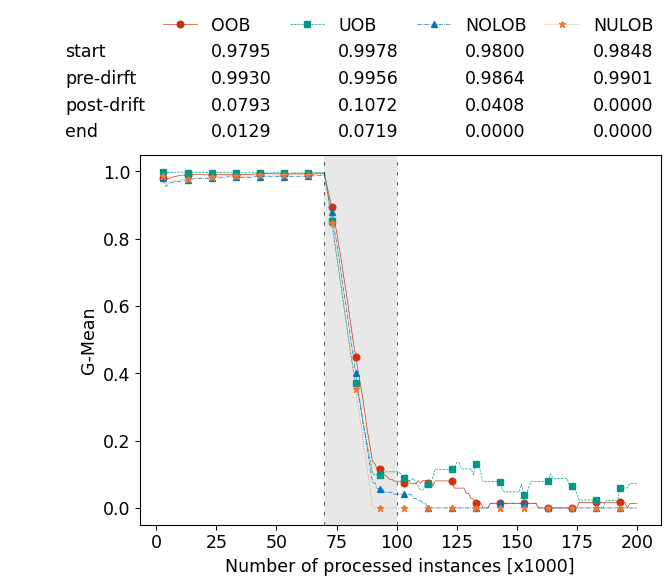 OOB UOB NOLOB NULOB
start 0.9795 0.9978 0.9800 0.9848
pre-dirft 0.9930 0.9956 0.9864 0.9901
post-drift 0.0793 0.1072 0.0408 0.0000
end 0.0129 0.0719 0.0000 0.0000
1.0
0.8
0.6
0.4
0.2
0.0
G-Mean
0 25 50 75 100 125 150 175 200
Number of processed instances [x1000]